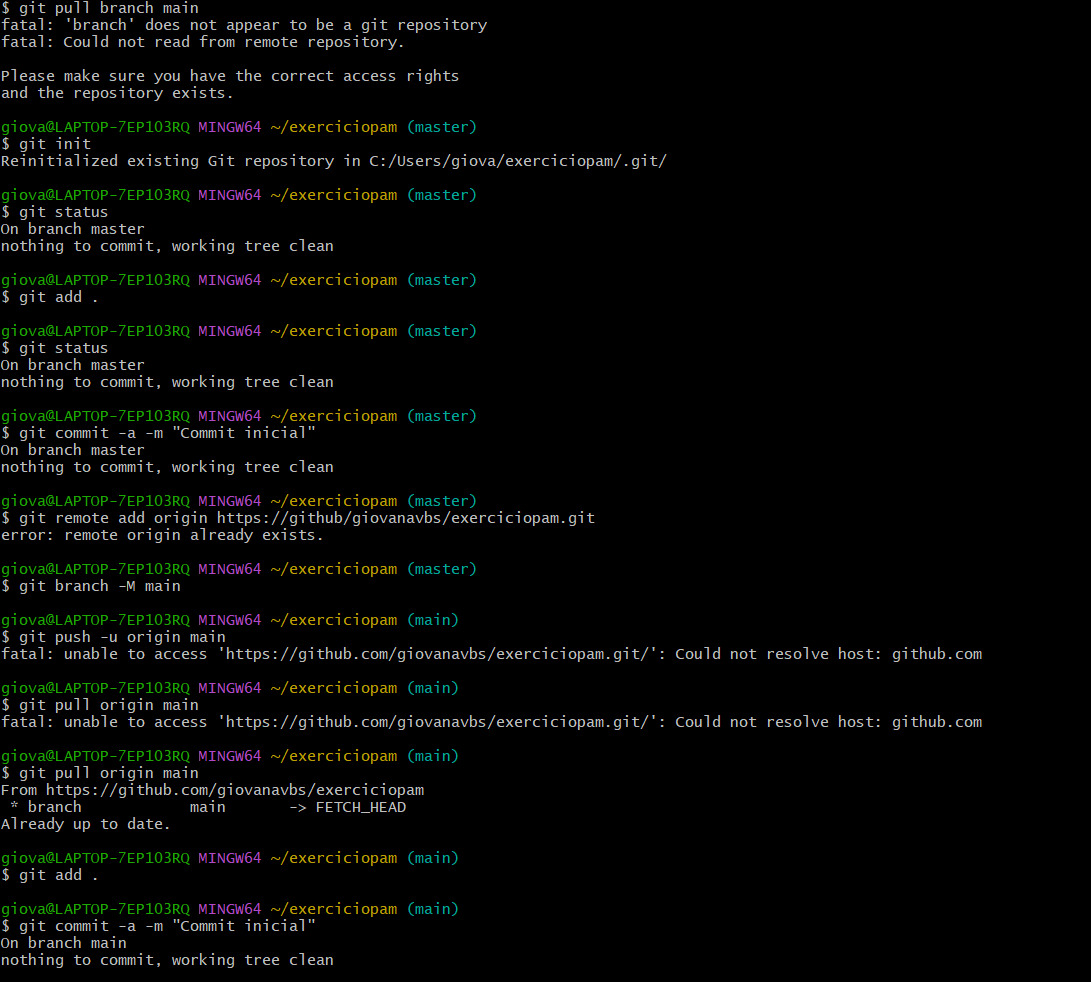 $ git pull branch main
fatal: 'branch' does not appear to be a git repository
fatal: Could not read from remote repository.
Please make sure you have the correct access rights
and the repository exists.
giova@LAPTOP-7EP1O3RQ MINGW64 ~/exerciciopam (master)
$ git init
Reinitialized existing Git repository in C:/Users/giova/exerciciopam/.git/
giova@LAPTOP-7EP1O3RQ MINGW64 ~/exerciciopam (master)
$ git status
On branch master
nothing to commit, working tree clean
giova@LAPTOP-7EP1O3RQ MINGW64 ~/exerciciopam (master)
$ git add .
giova@LAPTOP-7EP1O3RQ MINGW64 ~/exerciciopam (master)
$ git status
On branch master
nothing to commit, working tree clean
giova@LAPTOP-7EP1O3RQ MINGW64 ~/exerciciopam (master)
$ git commit -a -m "Commit inicial"
On branch master
nothing to commit, working tree clean
giova@LAPTOP-7EP1O3RQ MINGW64 ~/exerciciopam (master)
$ git remote add origin https://github/giovanavbs/exerciciopam.git
error: remote origin already exists.
giova@LAPTOP-7EP1O3RQ MINGW64 ~/exerciciopam (master)
$ git branch -M main
giova@LAPTOP-7EP1O3RQ MINGW64 ~/exerciciopam (main)
$ git push -u origin main
fatal: unable to access 'https://github.com/giovanavbs/exerciciopam.git/': Could not resolve host: github.com
giova@LAPTOP-7EP1O3RQ MINGW64 ~/exerciciopam (main)
$ git pull origin main
fatal: unable to access 'https://github.com/giovanavbs/exerciciopam.git/': Could not resolve host: github.com
giova@LAPTOP-7EP1O3RQ MINGW64 ~/exerciciopam (main)
$ git pull origin main
From https://github.com/giovanavbs/exerciciopam
 * branch            main       -> FETCH_HEAD
Already up to date.
giova@LAPTOP-7EP1O3RQ MINGW64 ~/exerciciopam (main)
$ git add .
giova@LAPTOP-7EP1O3RQ MINGW64 ~/exerciciopam (main)
$ git commit -a -m "Commit inicial"
On branch main
nothing to commit, working tree clean